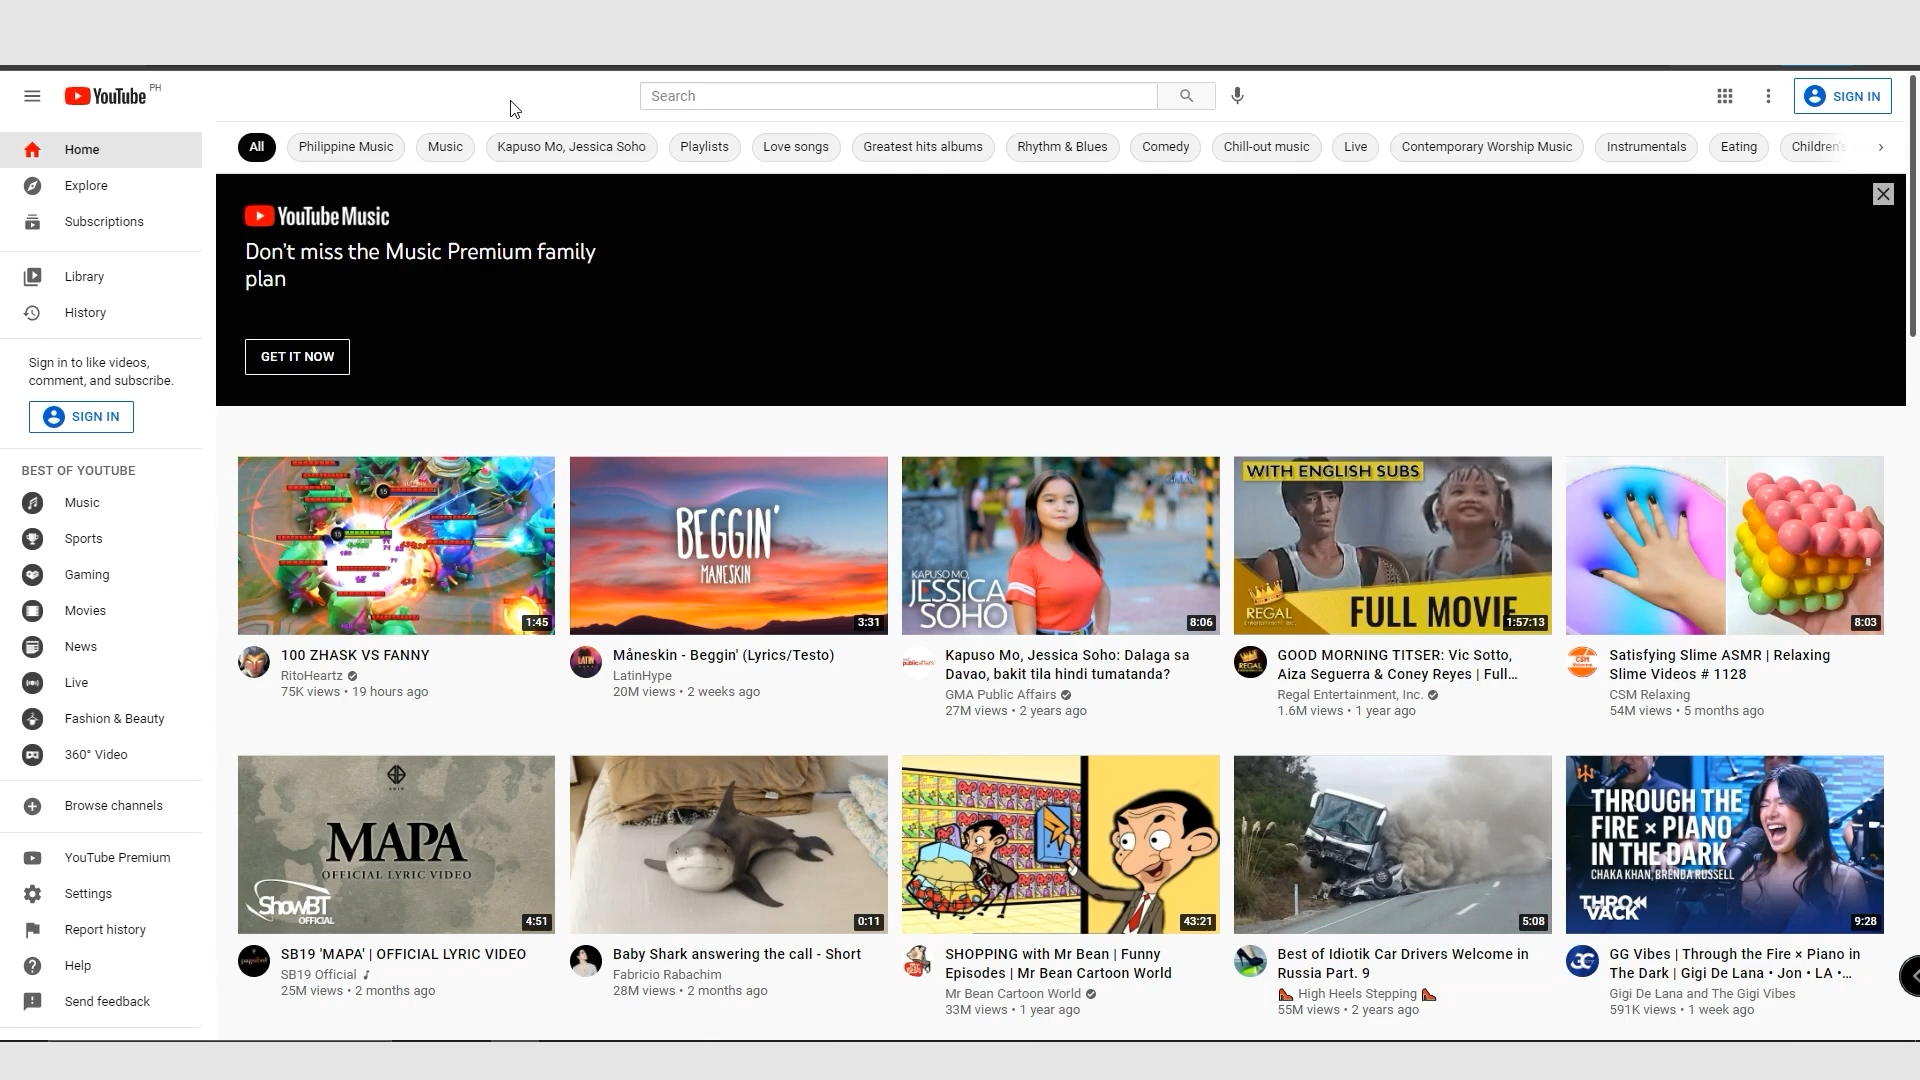 YouTube PH
Search
SIGN IN
Home
Explore
Subscriptions
Library
History
Sign in to like videos,
comment, and subscribe.
SIGN IN
BEST OF YOUTUBE
Music
Sports
Gaming
Movies
News
Live
Fashion & Beauty
360° Video
Browse channels
YouTube Premium
Settings
Report history
Help
Send feedback
All
Philippine Music
Music
Kapuso Mo, Jessica Soho
Playlists
Love songs
Greatest hits albums
Rhythm & Blues
Comedy
Chill-out music
Live
Contemporary Worship Music
Instrumentals
Eating
Children's
YouTube Music
Don't miss the Music Premium family
plan
GET IT NOW
1:45
100 ZHASK VS FANNY
RitoHeartz
75K views • 19 hours ago
BEGGIN'
MANESKIN
3:31
LATIN
Måneskin - Beggin' (Lyrics/Testo)
LatinHype
20M views • 2 weeks ago
KAPUSO MO,
JESSICA
SOHO
8:06
Kapuso Mo, Jessica Soho: Dalaga sa
Davao, bakit tila hindi tumatanda?
GMA Public Affairs
27M views • 2 years ago
WITH ENGLISH SUBS
REGAL
FULL MOVIE
1:57:13
REGAL
GOOD MORNING TITSER: Vic Sotto,
Aiza Seguerra & Coney Reyes | Full...
Regal Entertainment, Inc.
1.6M views • 1 year ago
8:03
CSM
Satisfying Slime ASMR | Relaxing
Slime Videos # 1128
CSM Relaxing
54M views • 5 months ago
MAPA
OFFICIAL LYRIC VIDEO
ShowBT
OFFICIAL
4:51
SB19 'MAPA' | OFFICIAL LYRIC VIDEO
SB19 Official
25M views • 2 months ago
0:11
Baby Shark answering the call - Short
Fabricio Rabachim
28M views • 2 months ago
43:21
SHOPPING with Mr Bean | Funny
Episodes | Mr Bean Cartoon World
Mr Bean Cartoon World
33M views • 1 year ago
5:08
Best of Idiotik Car Drivers Welcome in
Russia Part. 9
👠 High Heels Stepping 👠
55M views • 2 years ago
THROUGH THE
FIRE × PIANO
IN THE DARK
CHAKA KHAN, BRENDA RUSSELL
THROW
VACK
9:28
GG Vibes | Through the Fire × Piano in
The Dark | Gigi De Lana • Jon • LA •...
Gigi De Lana and The Gigi Vibes
591K views • 1 week ago